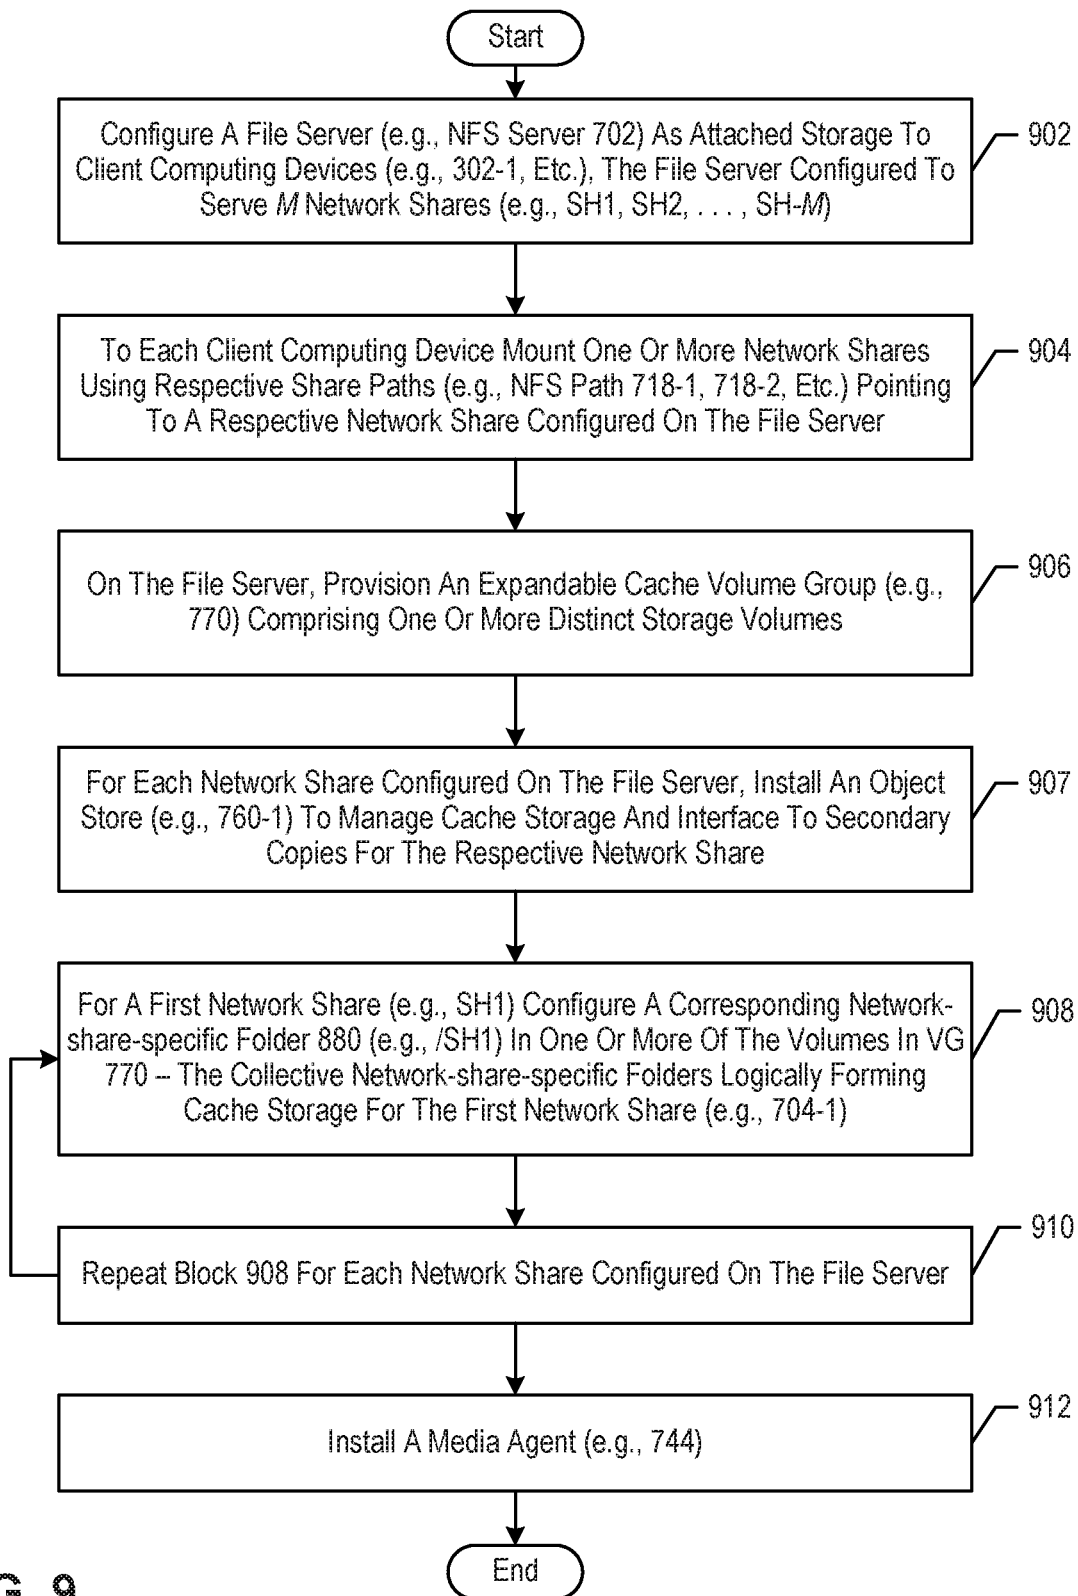 Start
Configure A File Server (e.g., NFS Server 702) As Attached Storage To
Client Computing Devices (e.g., 302-1, Etc.), The File Server Configured To
Serve M Network Shares (e.g., SH1, SH2, . . . , SH-M)
902
To Each Client Computing Device Mount One Or More Network Shares
Using Respective Share Paths (e.g., NFS Path 718-1, 718-2, Etc.) Pointing
To A Respective Network Share Configured On The File Server
904
On The File Server, Provision An Expandable Cache Volume Group (e.g.,
770) Comprising One Or More Distinct Storage Volumes
906
For Each Network Share Configured On The File Server, Install An Object
Store (e.g., 760-1) To Manage Cache Storage And Interface To Secondary
Copies For The Respective Network Share
907
For A First Network Share (e.g., SH1) Configure A Corresponding Network-
share-specific Folder 880 (e.g., /SH1) In One Or More Of The Volumes In VG
770 – The Collective Network-share-specific Folders Logically Forming
Cache Storage For The First Network Share (e.g., 704-1)
908
Repeat Block 908 For Each Network Share Configured On The File Server
910
Install A Media Agent (e.g., 744)
912
End
G. 9